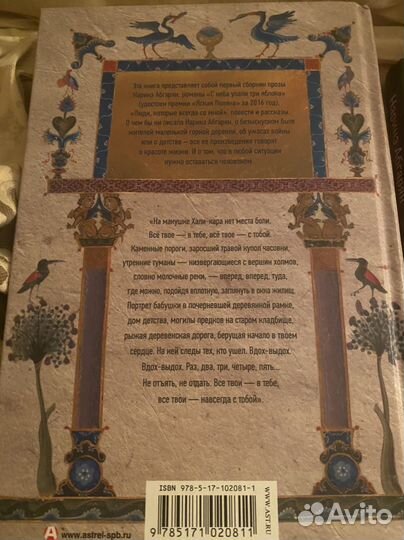 Эта книга представляет собой первый сборник прозы
Наринэ Абгарян: романы «С неба упали три яблока»
(удостоен премии «Ясная Поляна» за 2016 год),
«Люди, которые всегда со мной», повести и рассказы.
О чем бы ни писала Наринэ Абгарян, о безыскусном быте
жителей маленькой горной деревни, об ужасах войны
или о детстве — все ее произведения говорят
о красоте жизни. И о том, что в любой ситуации
нужно оставаться человеком
«На макушке Хали-кара нет места боли.
Всё твое — в тебе, всё твое — с тобой.
Каменные пороги, заросший травой купол часовни,
утренние туманы — низвергающиеся с вершин холмов,
словно молочные реки, — вперед, вперед, туда,
где можно, подойдя вплотную, заглянуть в окна жилищ.
Портрет бабушки в почерневшей деревянной рамке,
дом детства, могилы предков на старом кладбище,
рыжая деревенская дорога, берущая начало в твоём
сердце. На ней следы тех, кто ушел. Вдох-выдох.
Вдох-выдох. Раз, два, три, четыре, пять...
Не отъять, не отдать. Все твои — в тебе,
все твои — навсегда с тобой».
ISBN 978-5-17-102081-1
WWW.AST.RU
9 785171 020811
www.astrel-spb.ru
Avito